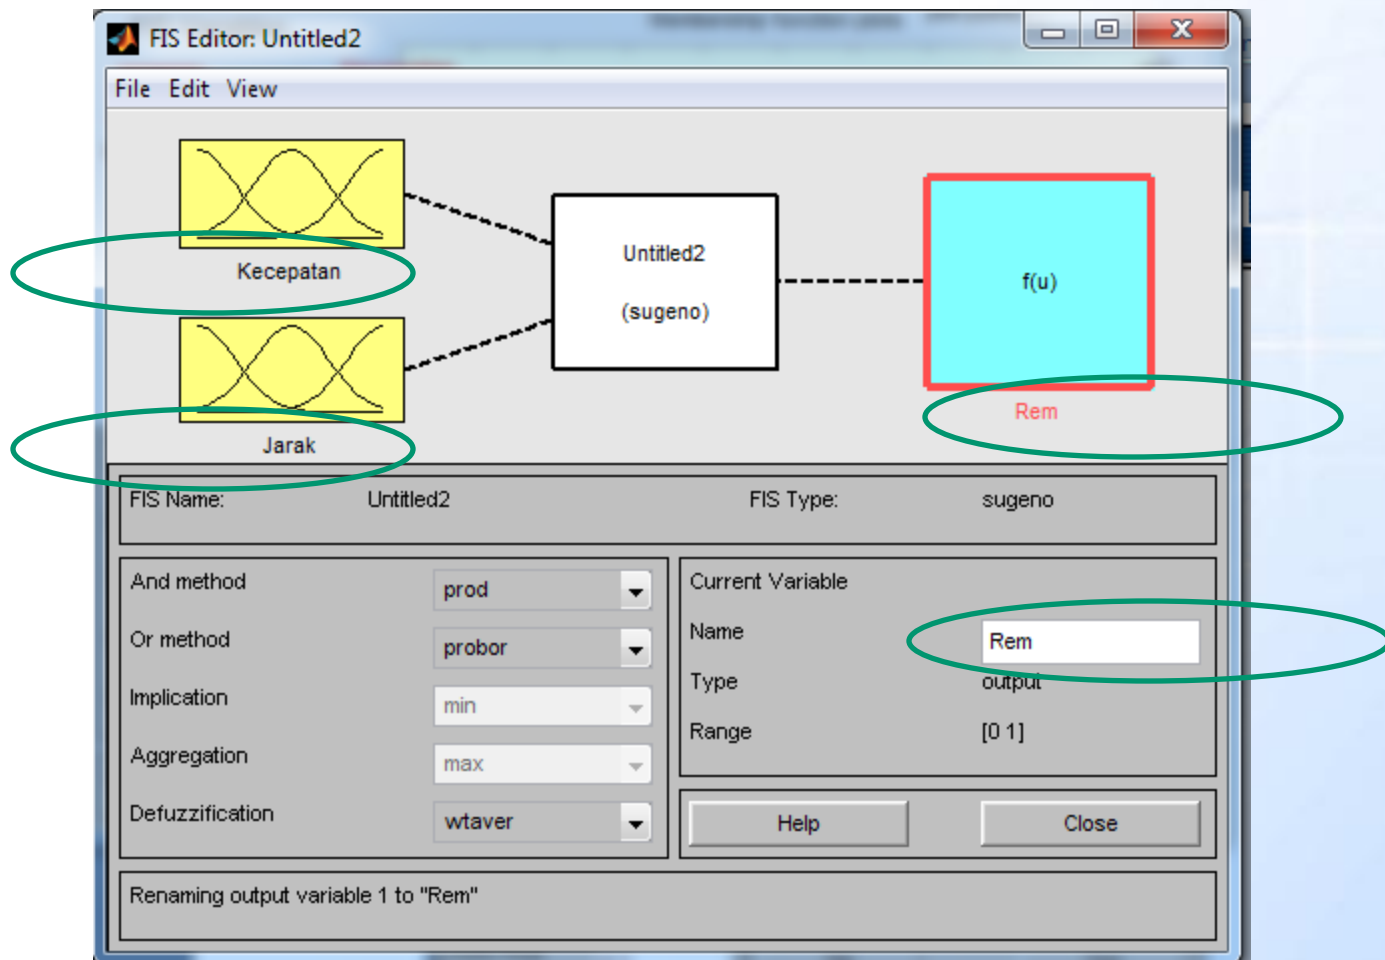 FIS Editor: Untitled2
File Edit View
Kecepatan
Jarak
Untitled2
(sugeno)
f(u)
Rem
FIS Name: Untitled2 FIS Type: sugeno
And method prod
Or method probor
Implication min
Aggregation max
Defuzzification wtaver
Current Variable
Name Rem
Type output
Range [0 1]
Help Close
Renaming output variable 1 to "Rem"